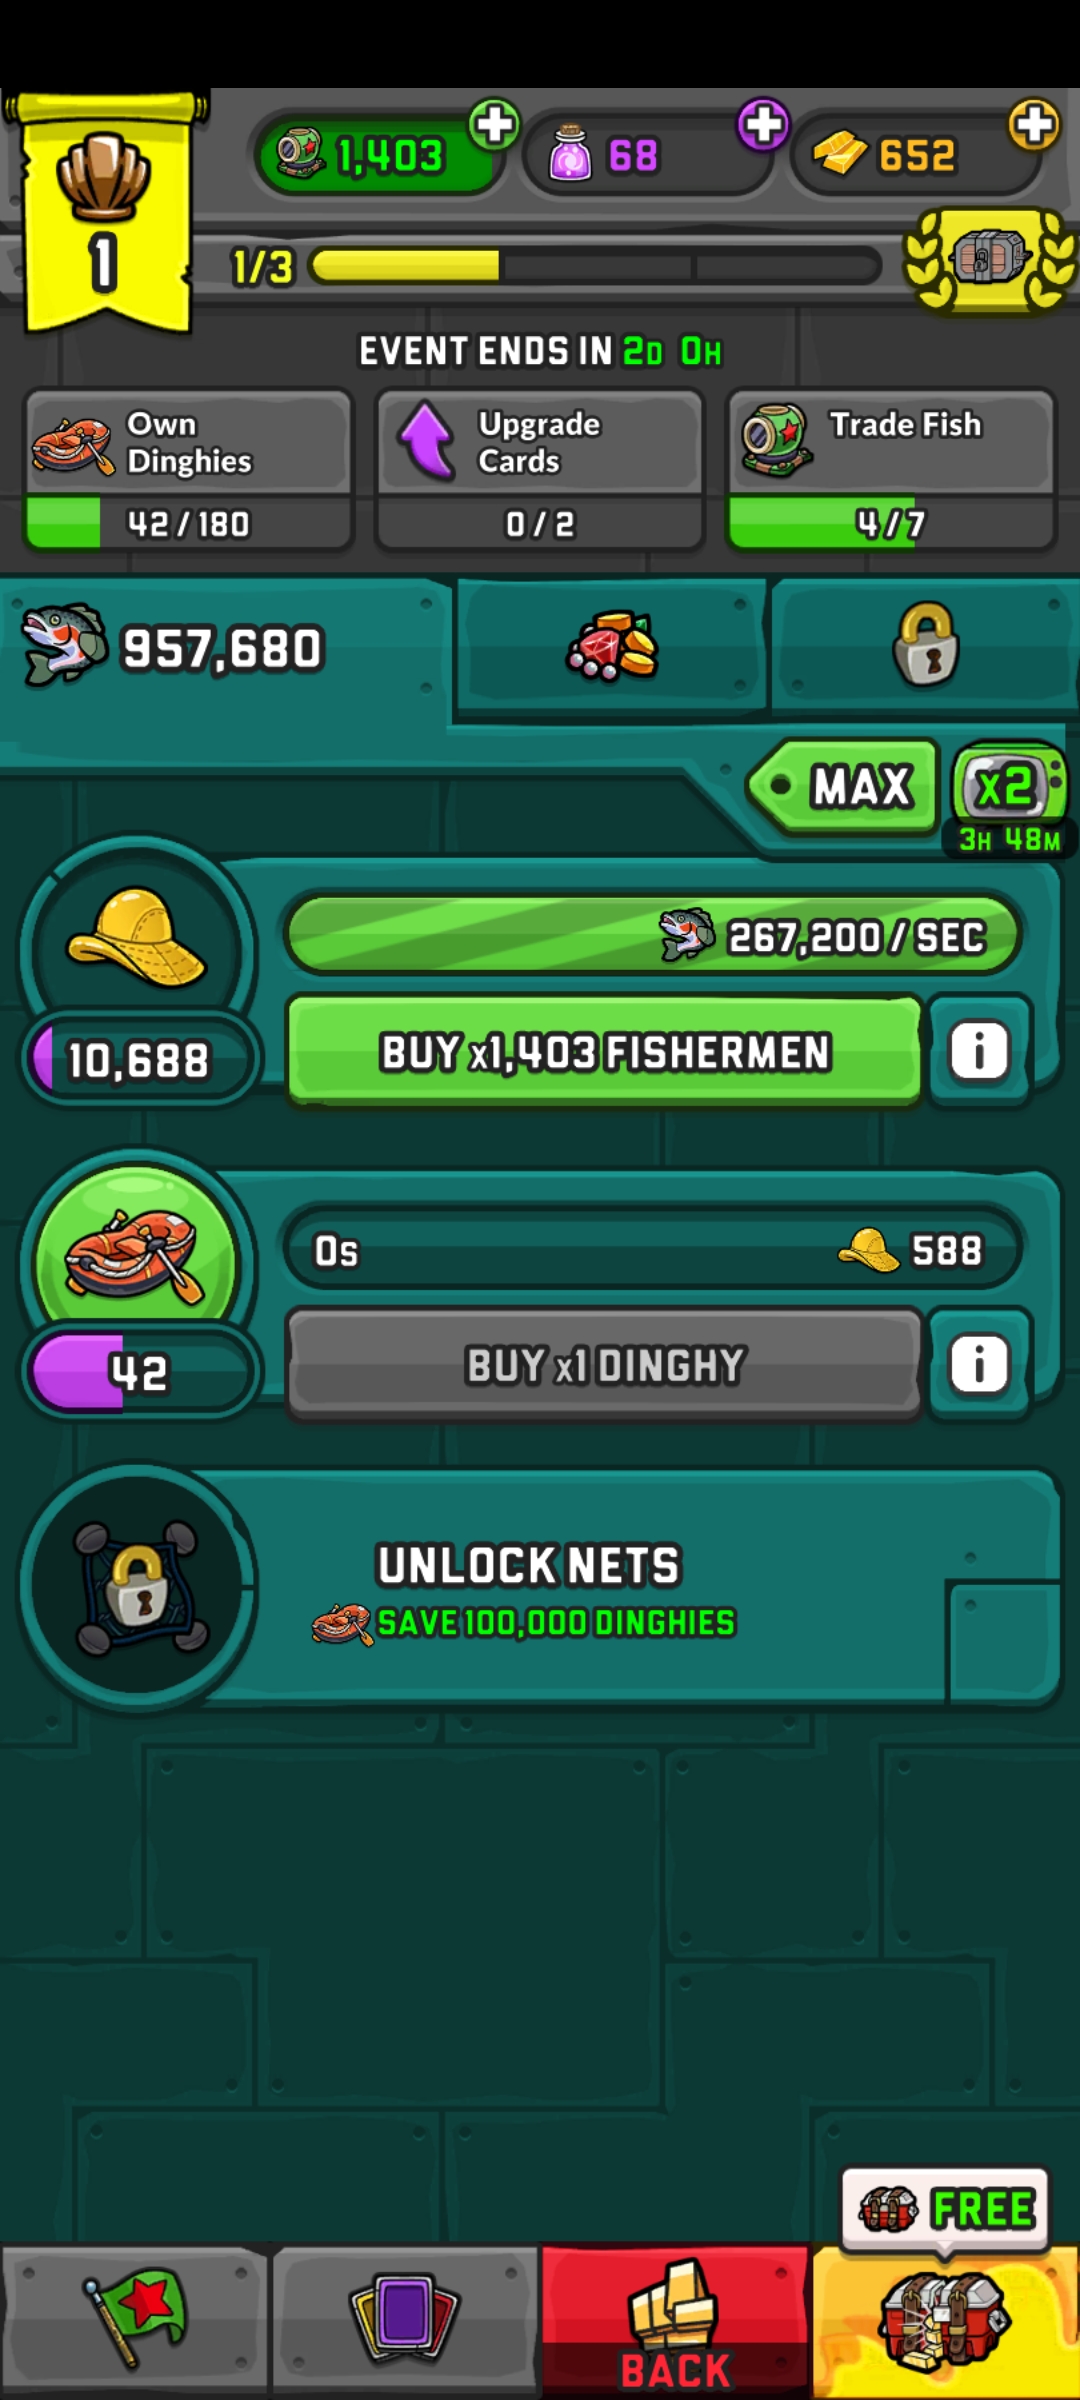 1,403
68
652
1
1/3
EVENT ENDS IN 2D 0H
Own
Dinghies
42/180
Upgrade
Cards
0/2
Trade Fish
4/7
957,680
MAX
x2
3H 48M
267,200/SEC
10,688
BUY x1,403 FISHERMEN
i
0s
588
42
BUY x1 DINGHY
i
UNLOCK NETS
SAVE 100,000 DINGHIES
FREE
BACK